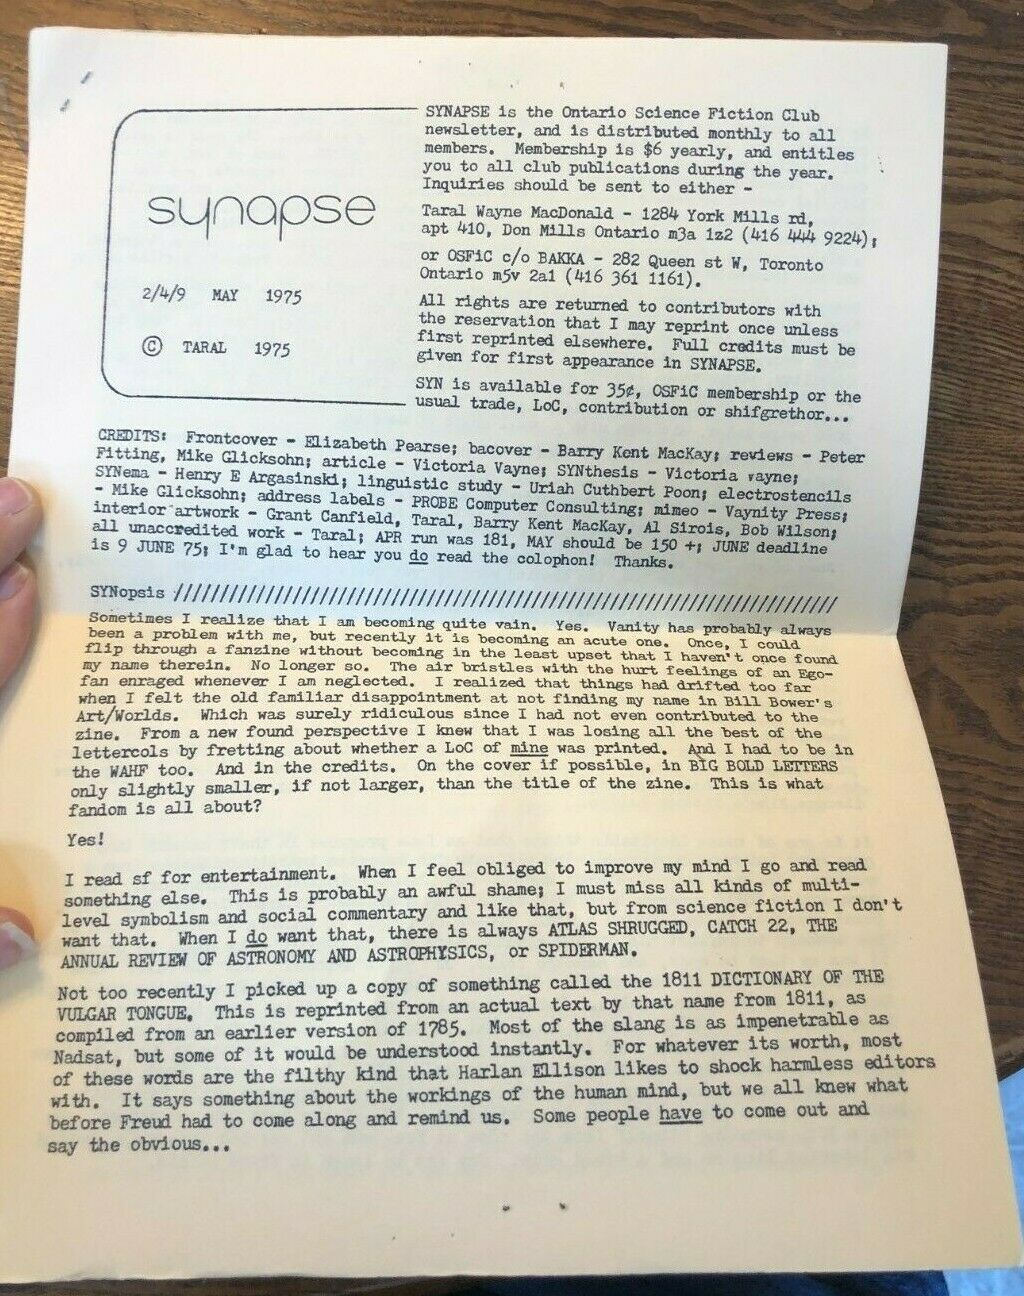 synapse
2/4/9 MAY 1975
© TARAL 1975
SYNAPSE is the Ontario Science Fiction Club
newsletter, and is distributed monthly to all
members. Membership is $6 yearly, and entitles
you to all club publications during the year.
Inquiries should be sent to either -
Taral Wayne MacDonald - 1284 York Mills rd,
apt 410, Don Mills Ontario m3a 1z2 (416 444 9224);
or OSFiC c/o BAKKA - 282 Queen st W, Toronto
Ontario m5v 2a1 (416 361 1161).
All rights are returned to contributors with
the reservation that I may reprint once unless
first reprinted elsewhere. Full credits must be
given for first appearance in SYNAPSE.
SYN is available for 35¢, OSFiC membership or the
usual trade, LoC, contribution or shifgrethor...
CREDITS: Frontcover - Elizabeth Pearse; bacover - Barry Kent MacKay; reviews - Peter
Fitting, Mike Glicksohn; article - Victoria Vayne; SYNthesis - Victoria vayne;
SYNema - Henry E Argasinski; linguistic study - Uriah Cuthbert Poon; electrostencils
- Mike Glicksohn; address labels - PROBE Computer Consulting; mimeo - Vaynity Press;
interior artwork - Grant Canfield, Taral, Barry Kent MacKay, Al Sirois, Bob Wilson;
all unaccredited work - Taral; APR run was 181, MAY should be 150 +; JUNE deadline
is 9 JUNE 75; I'm glad to hear you do read the colophon! Thanks.
SYNopsis ////////////////////////////////////////////////////////////////////////
Sometimes I realize that I am becoming quite vain. Yes. Vanity has probably always
been a problem with me, but recently it is becoming an acute one. Once, I could
flip through a fanzine without becoming in the least upset that I haven't once found
my name therein. No longer so. The air bristles with the hurt feelings of an Ego-
fan enraged whenever I am neglected. I realized that things had drifted too far
when I felt the old familiar disappointment at not finding my name in Bill Bower's
Art/Worlds. Which was surely ridiculous since I had not even contributed to the
zine. From a new found perspective I knew that I was losing all the best of the
lettercols by fretting about whether a LoC of mine was printed. And I had to be in
the WAHF too. And in the credits. On the cover if possible, in BIG BOLD LETTERS
only slightly smaller, if not larger, than the title of the zine. This is what
fandom is all about?
Yes!
I read sf for entertainment. When I feel obliged to improve my mind I go and read
something else. This is probably an awful shame; I must miss all kinds of multi-
level symbolism and social commentary and like that, but from science fiction I don't
want that. When I do want that, there is always ATLAS SHRUGGED, CATCH 22, THE
ANNUAL REVIEW OF ASTRONOMY AND ASTROPHYSICS, or SPIDERMAN.
Not too recently I picked up a copy of something called the 1811 DICTIONARY OF THE
VULGAR TONGUE. This is reprinted from an actual text by that name from 1811, as
compiled from an earlier version of 1785. Most of the slang is as impenetrable as
Nadsat, but some of it would be understood instantly. For whatever its worth, most
of these words are the filthy kind that Harlan Ellison likes to shock harmless editors
with. It says something about the workings of the human mind, but we all knew what
before Freud had to come along and remind us. Some people have to come out and
say the obvious...